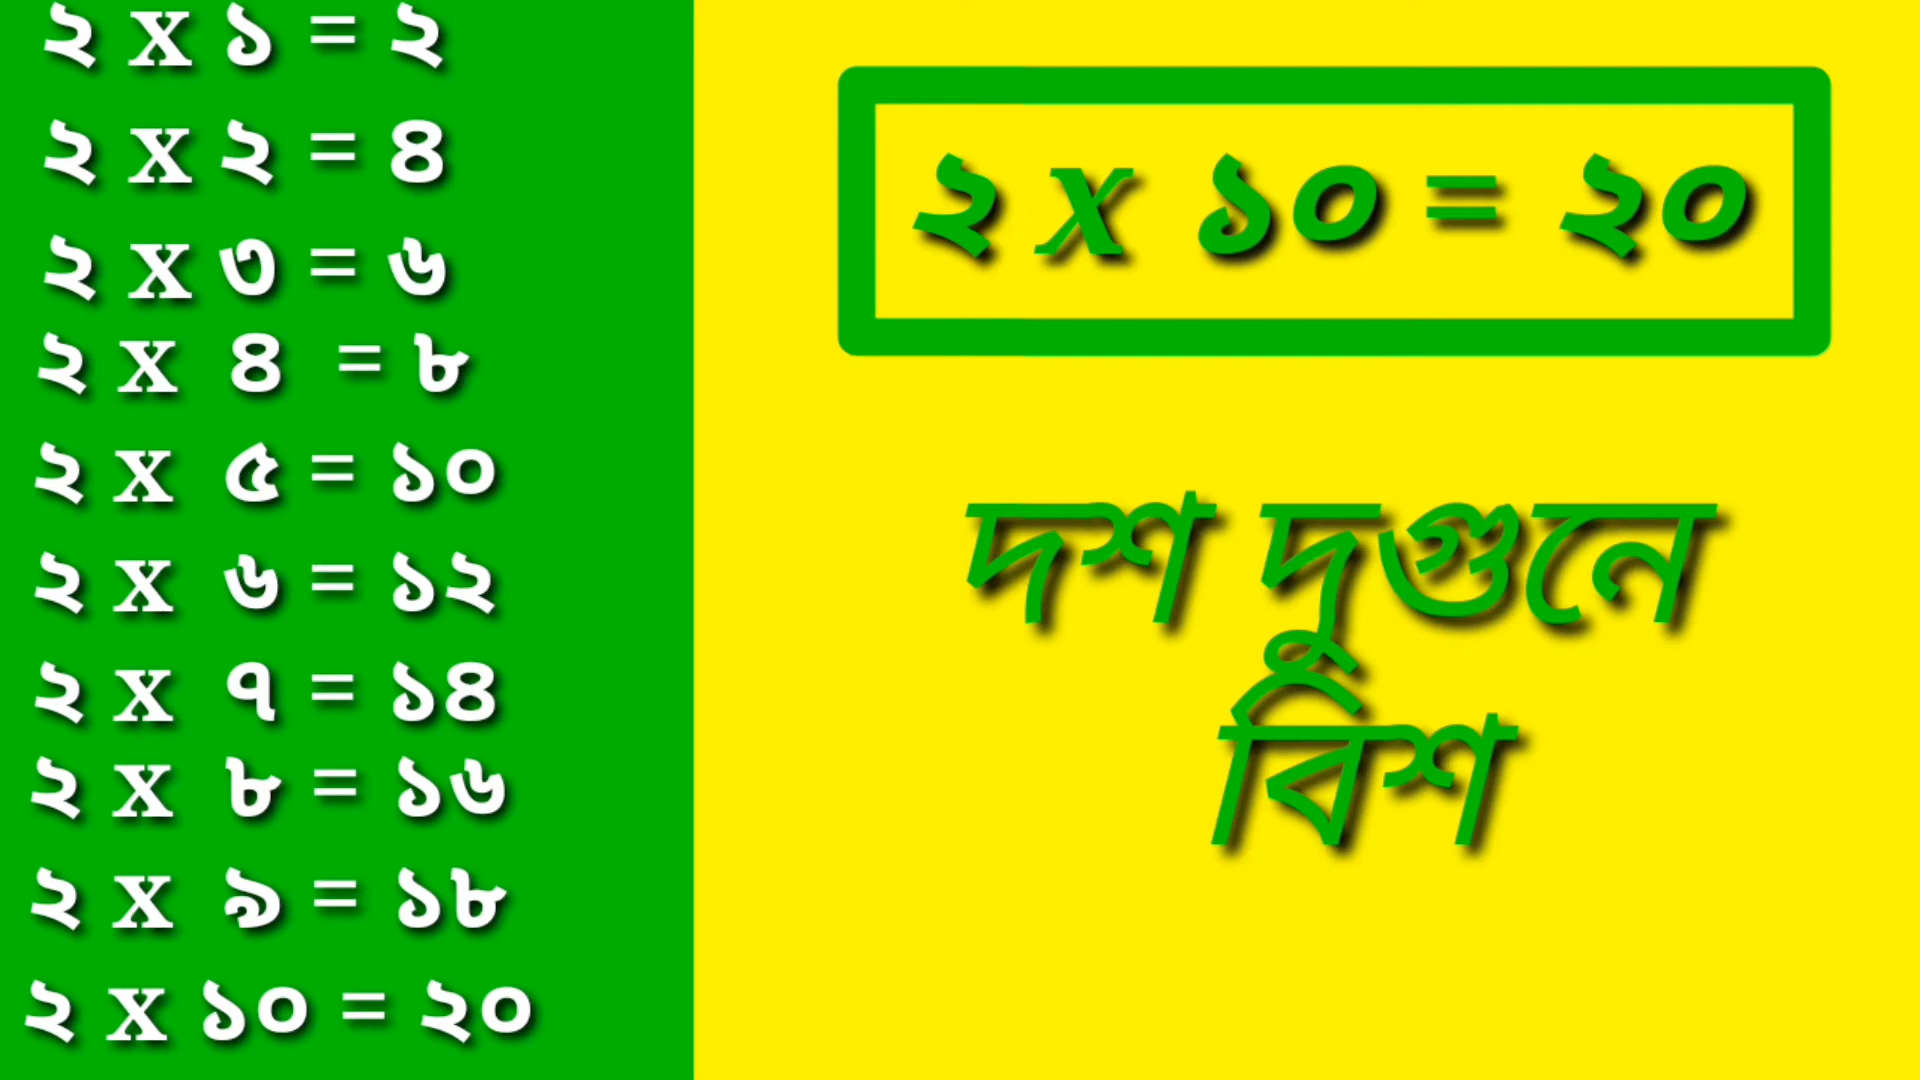 ২ x ১ = ২
২ x ২ = ৪
২ x ৩ = ৬
২ x ৪ = ৮
২ x ৫ = ১০
২ x ৬ = ১২
২ x ৭ = ১৪
২ x ৮ = ১৬
২ x ৯ = ১৮
২ x ১০ = ২০
২ x ১০ = ২০
দশ দুগুনে
বিশ